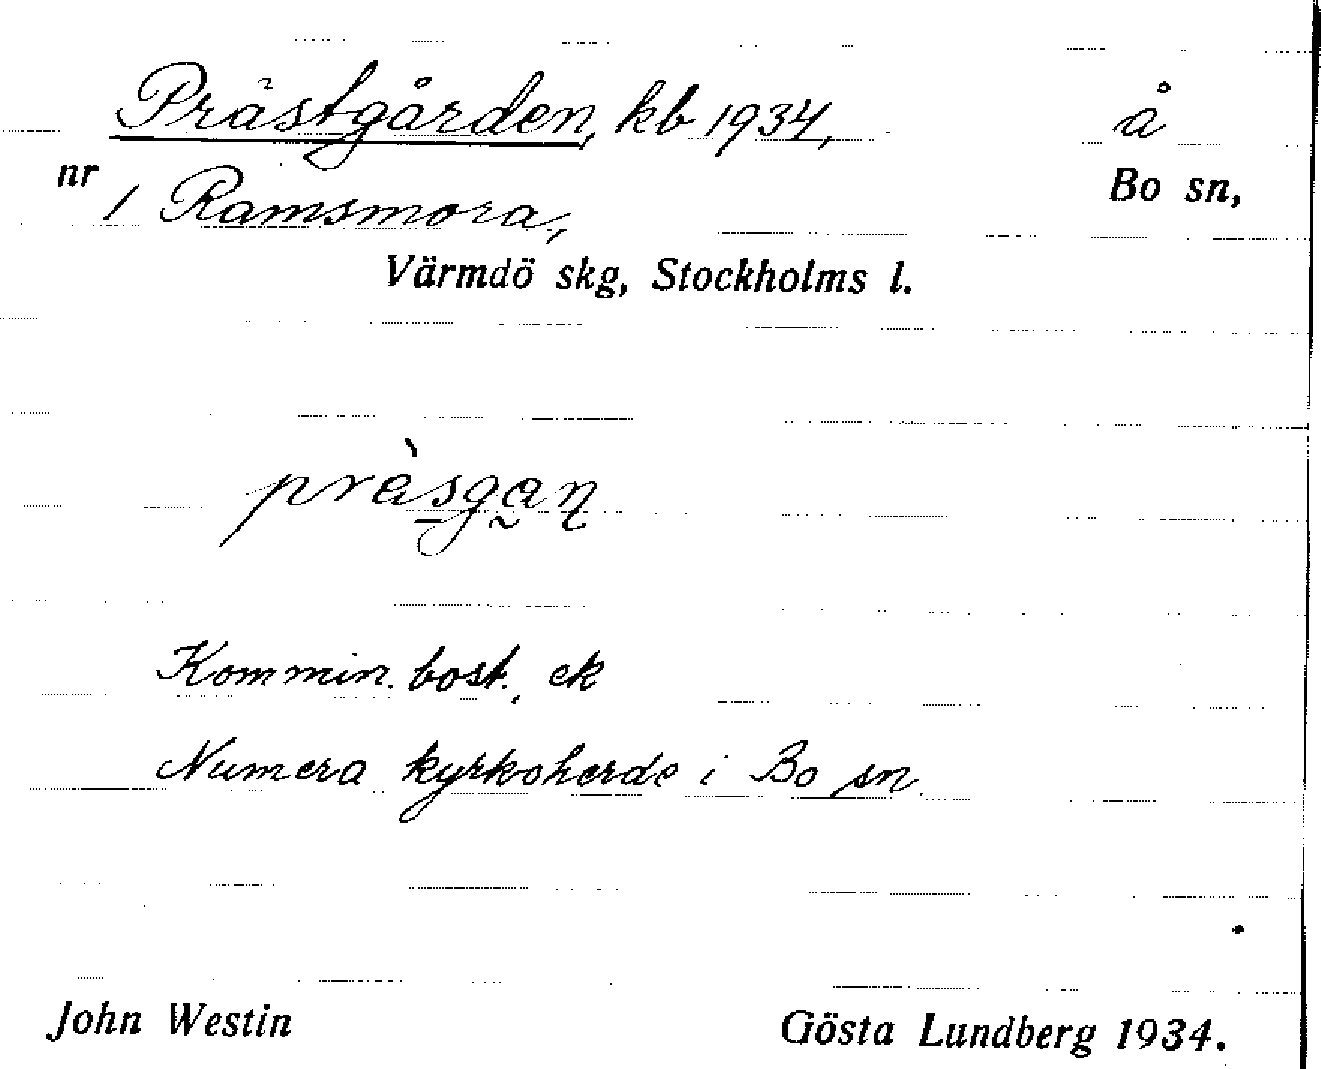 Prästgården, kb 1934, å
nr 1 Ramsmora, Bo sn,
Värmdö skg, Stockholms l.
prὰsgan
Kommin. bost., ek
Numera kyrkoherde i Bo sn.
John Westin Gösta Lundberg 1934.